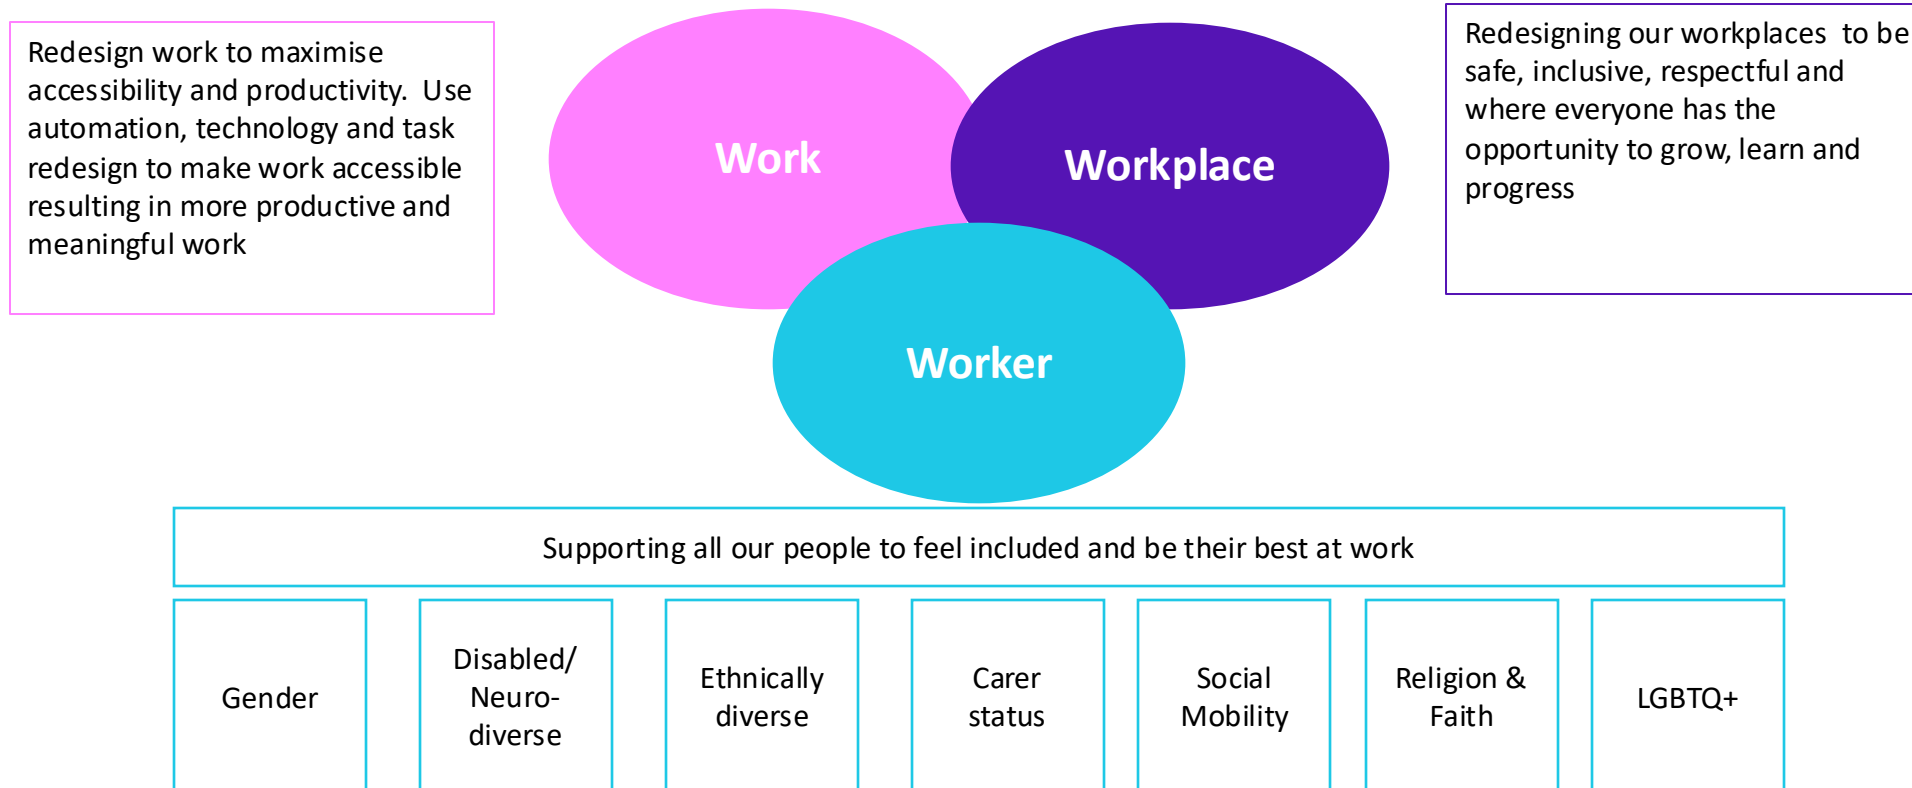 Redesign work to maximise
accessibility and productivity.  Use
automation, technology and task
redesign to make work accessible
resulting in more productive and
meaningful work
Work
Workplace
Worker
Redesigning our workplaces  to be
safe, inclusive, respectful and
where everyone has the
opportunity to grow, learn and
progress
Supporting all our people to feel included and be their best at work
Gender
Disabled/
Neuro-
diverse
Ethnically
diverse
Carer
status
Social
Mobility
Religion &
Faith
LGBTQ+